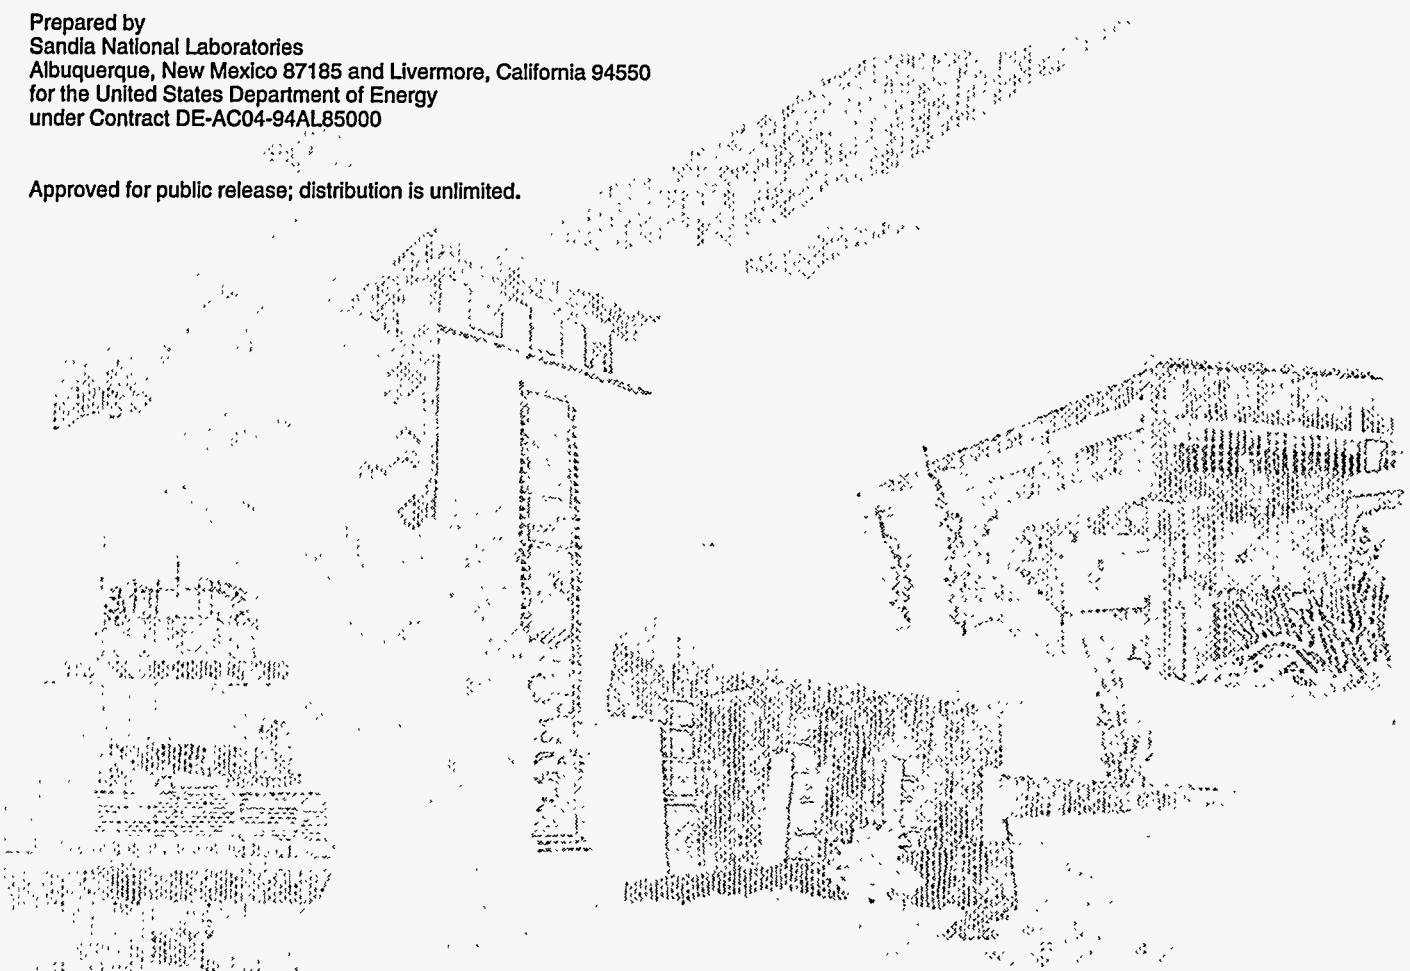 Prepared by
Sandia National Laboratories
Albuquerque, New Mexico 87185 and Livermore, California 94550
for the United States Department of Energy
under Contract DE-AC04-94AL85000
Approved for public release; distribution is unlimited.